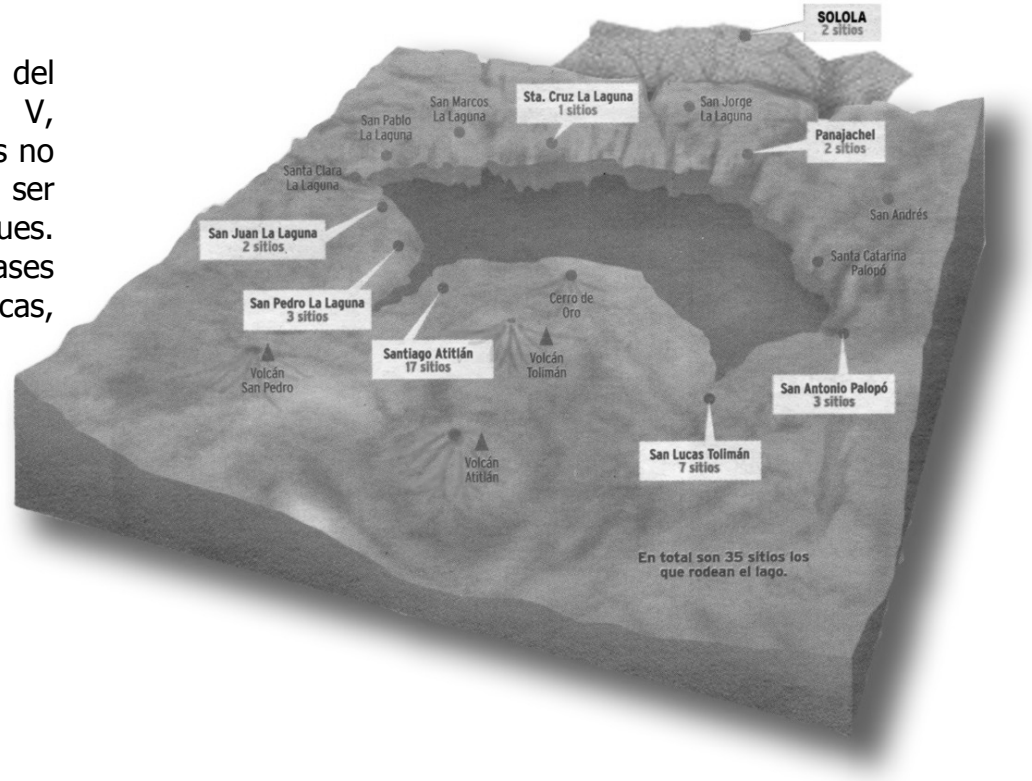 del
V,
s no
ser
ues.
ases
cas,
SOLOLA
2 sitios
Sta. Cruz La Laguna
1 sitios
San Marcos
La Laguna
San Jorge
La Laguna
San Pablo
La Laguna
Panajachel
2 sitios
Santa Clara
La Laguna
San Andrés
San Juan La Laguna
2 sitios.
Santa Catarina
Palopó
San Pedro La Laguna
3 sitios
Cerro de
Oro
Santiago Atitlán
17 sitios
Volcán
Tolimán
Volcán
San Pedro
San Antonio Palopó
3 sitios
San Lucas Tolimán
7 sitios
Volcán
Atitlán
En total son 35 sitios los
que rodean el lago.